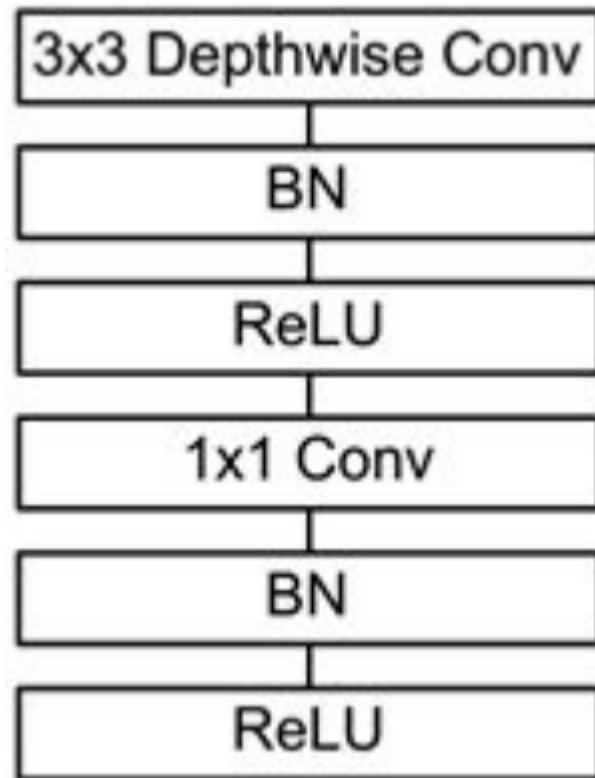 3x3 Depthwise Conv
BN
ReLU
1x1 Conv
BN
ReLU